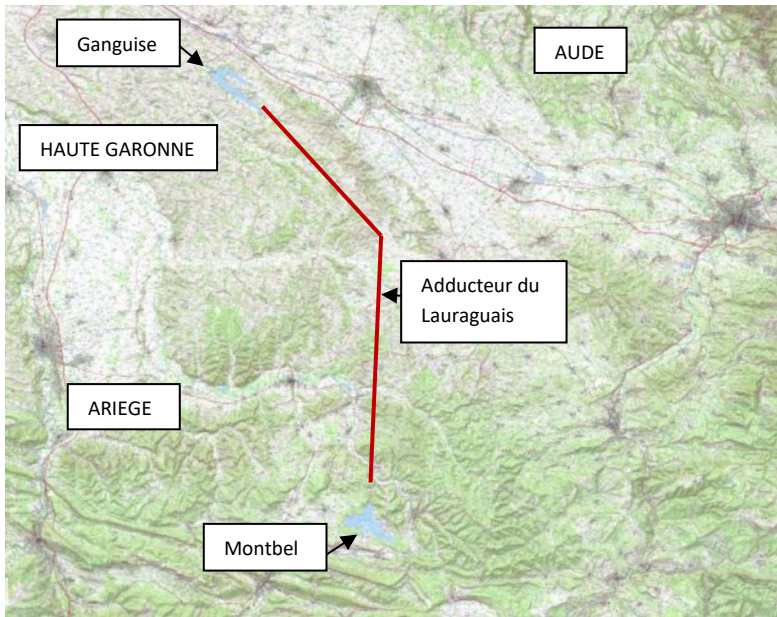 Ganguise
AUDE
HAUTE GARONNE
Adducteur du
Lauraguais
ARIEGE
Montbel